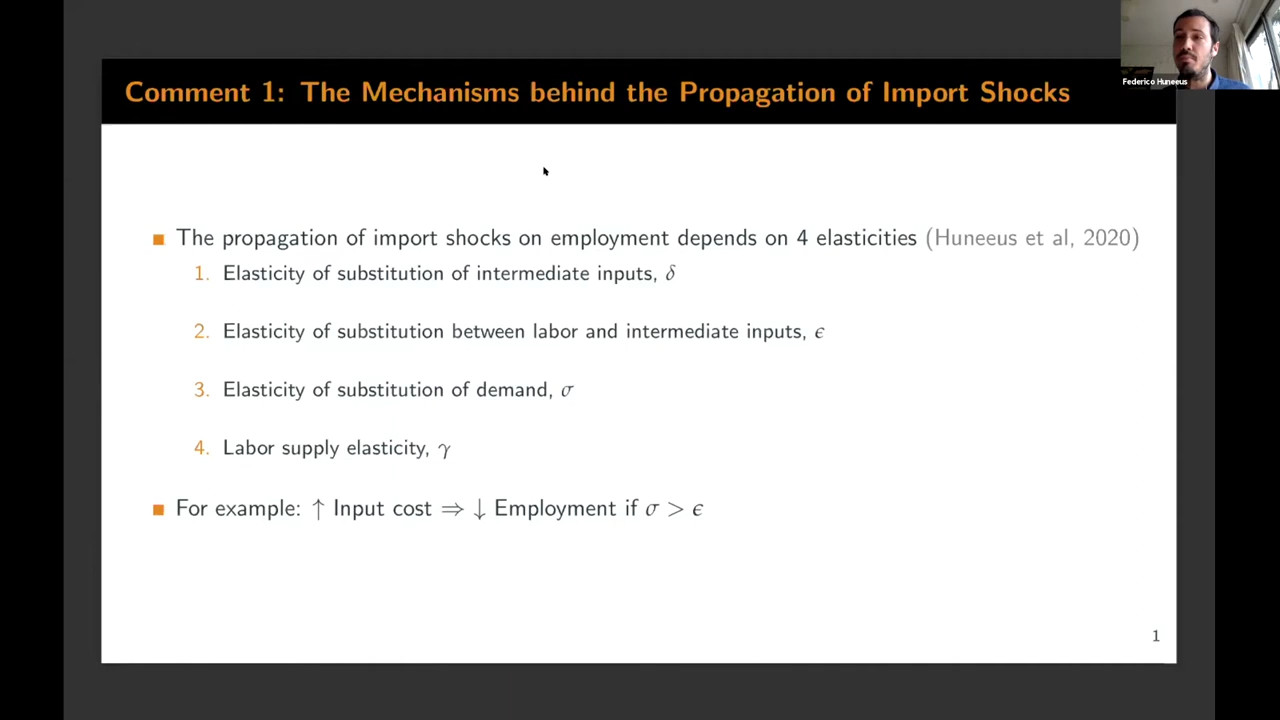 Comment 1: The Mechanisms behind the Propagation of Import Shocks
Federico Huneeus
■ The propagation of import shocks on employment depends on 4 elasticities (Huneeus et al, 2020)
1. Elasticity of substitution of intermediate inputs, δ
2. Elasticity of substitution between labor and intermediate inputs, ϵ
3. Elasticity of substitution of demand, σ
4. Labor supply elasticity, γ
■ For example: ↑ Input cost ⇒ ↓ Employment if σ > ϵ
1